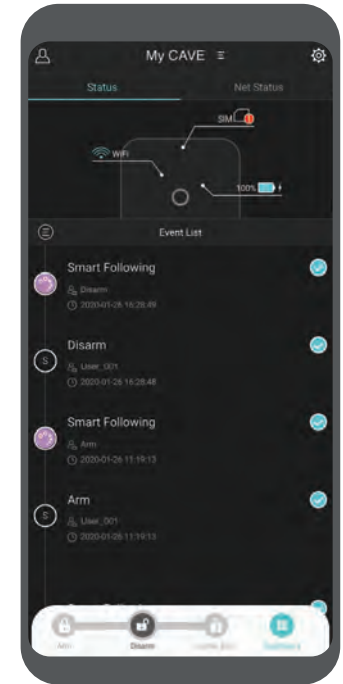 My CAVE
Status
Net Status
SIM
WiFi
100%
Event List
Smart Following
Disarm
2020-01-26 16:28:49
Disarm
S
User_001
2020-01-26 16:28:48
Smart Following
Arm
2020-01-26 11:19:13
Arm
S
User_001
2020-01-26 11:19:13
Arm
Disarm